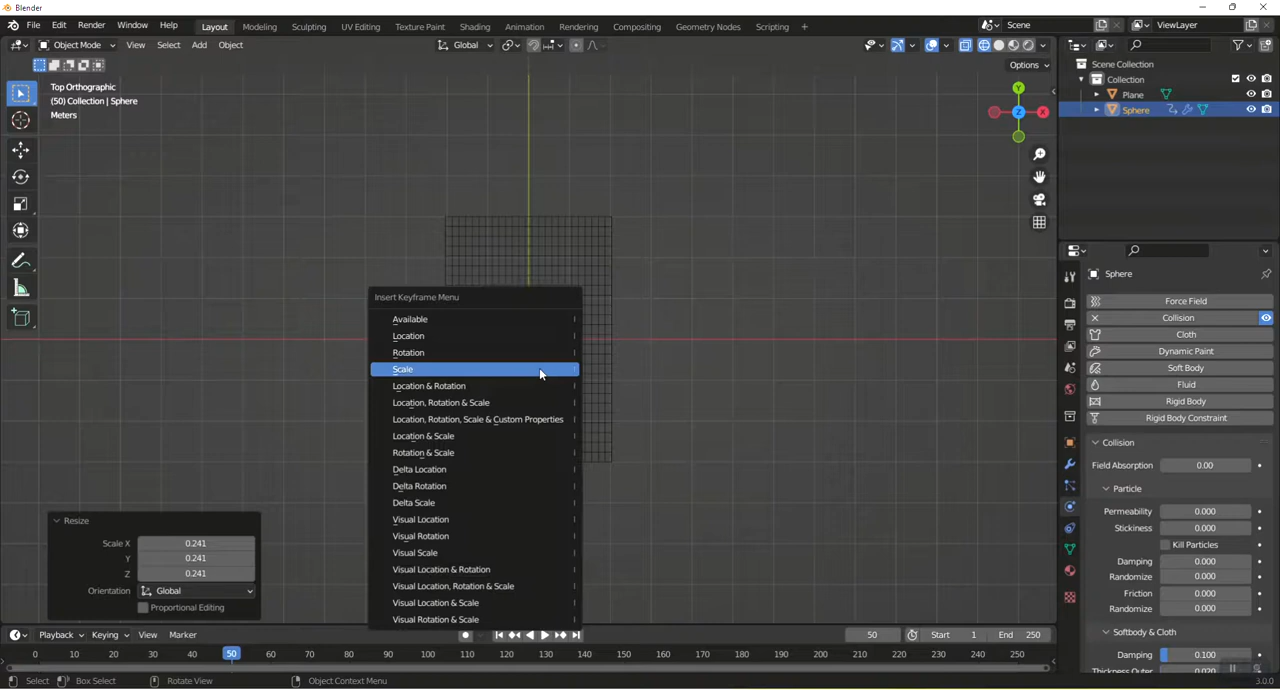 Blender
File Edit Render Window Help Layout Modeling Sculpting UV Editing Texture Paint Shading Animation Rendering Compositing Geometry Nodes Scripting + Scene ViewLayer
Object Mode View Select Add Object Global
Options
Top Orthographic
(50) Collection | Sphere
Meters
Y
Z X
Scene Collection
Collection
Plane
Sphere
Sphere
Force Field
Collision
Cloth
Dynamic Paint
Soft Body
Fluid
Rigid Body
Rigid Body Constraint
Collision
Field Absorption 0.00
Particle
Permeability 0.000
Stickiness 0.000
Kill Particles
Damping 0.000
Randomize 0.000
Friction 0.000
Randomize 0.000
Softbody & Cloth
Damping 0.100
Thickness Outer 0.020
Insert Keyframe Menu
Available
Location
Rotation
Scale
Location & Rotation
Location, Rotation & Scale
Location, Rotation, Scale & Custom Properties
Location & Scale
Rotation & Scale
Delta Location
Delta Rotation
Delta Scale
Visual Location
Visual Rotation
Visual Scale
Visual Location & Rotation
Visual Location, Rotation & Scale
Visual Location & Scale
Visual Rotation & Scale
Resize
Scale X 0.241
Y 0.241
Z 0.241
Orientation Global
Proportional Editing
Playback Keying View Marker 50 Start 1 End 250
0 10 20 30 40 50 60 70 80 90 100 110 120 130 140 150 160 170 180 190 200 210 220 230 240 250
Select Box Select Rotate View Object Context Menu 3.0.0